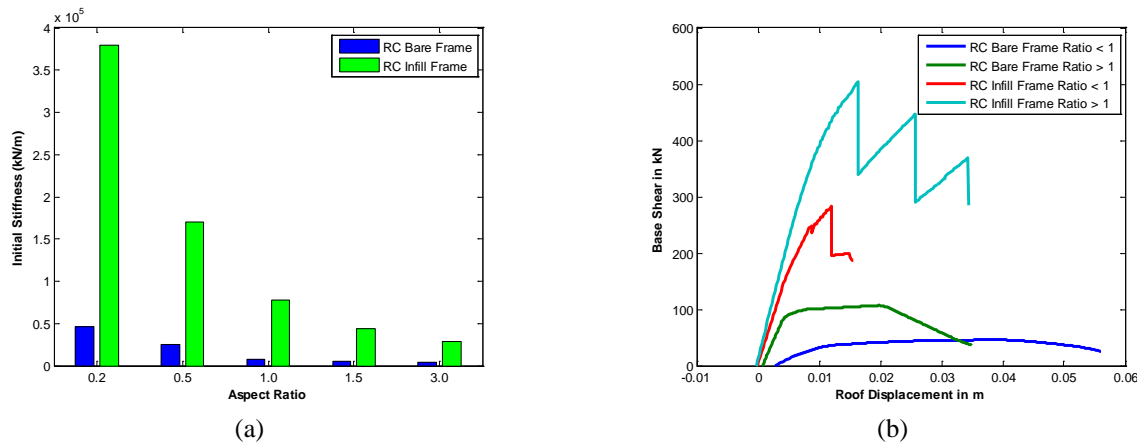 x 10^5
4
3.5
3
2.5
2
1.5
1
0.5
0
Initial Stiffness (kN/m)
RC Bare Frame
RC Infill Frame
0.2 0.5 1.0 1.5 3.0
Aspect Ratio
(a)
600
500
400
300
200
100
0
Base Shear in kN
RC Bare Frame Ratio < 1
RC Bare Frame Ratio > 1
RC Infill Frame Ratio < 1
RC Infill Frame Ratio > 1
-0.01 0 0.01 0.02 0.03 0.04 0.05 0.06
Roof Displacement in m
(b)